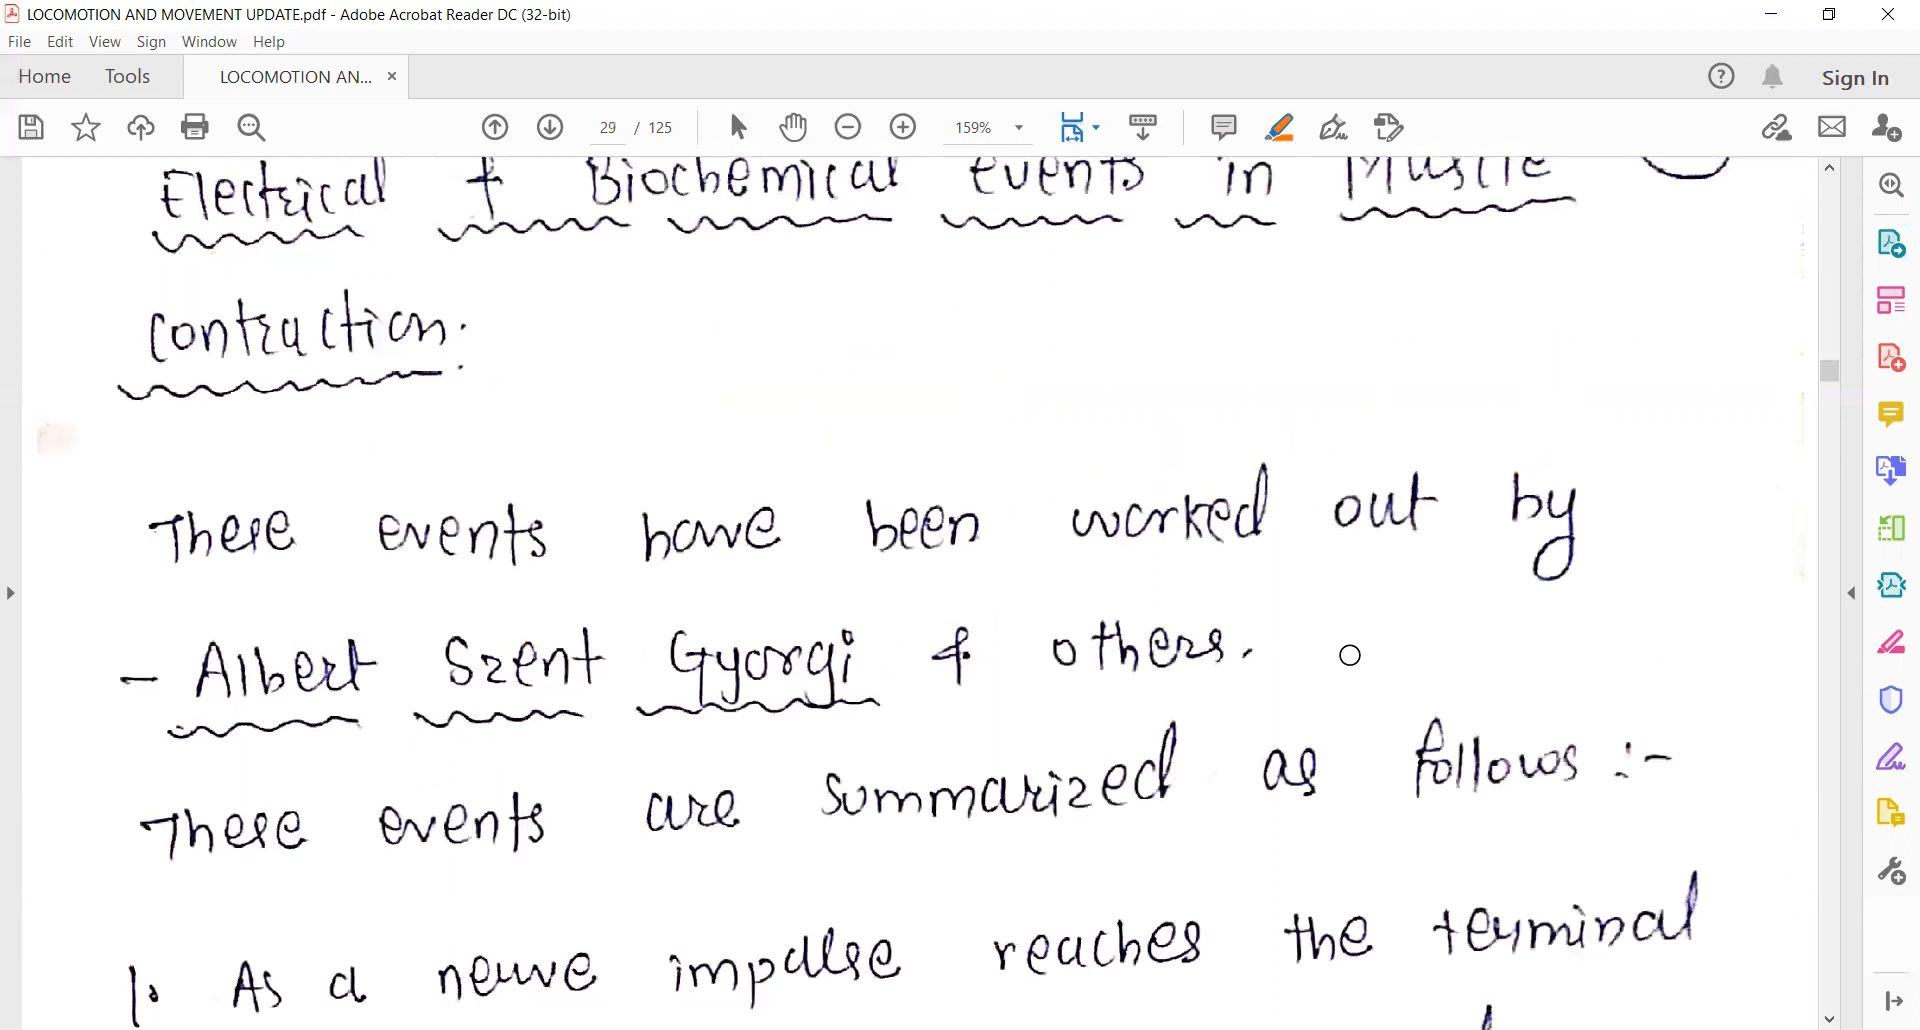 LOCOMOTION AND MOVEMENT UPDATE.pdf - Adobe Acrobat Reader DC (32-bit)
File Edit View Sign Window Help
Home Tools LOCOMOTION AN... × Sign In
29 / 125 159%
Electrical & Biochemical events in Muscle
contraction.
These events have been worked out by
- Albert Szent Gyorgi & others.
These events are summarized as follows :-
1. As a nerve impulse reaches the terminal